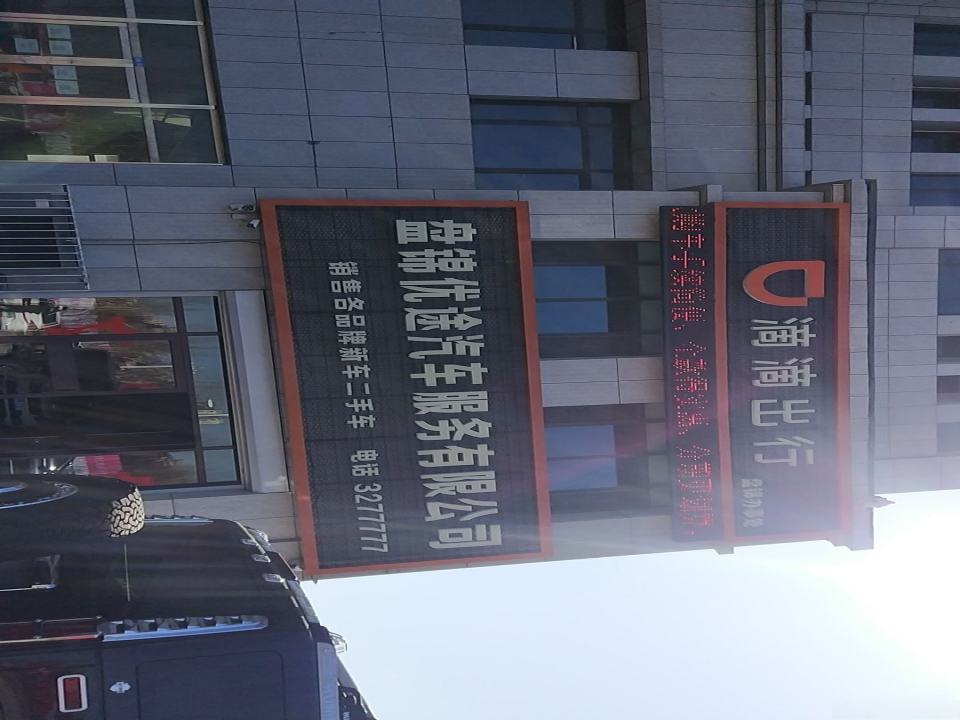 滴滴出行
盘锦办事处
盘锦优途汽车服务有限公司
销售各品牌新车二手车 电话 3277777